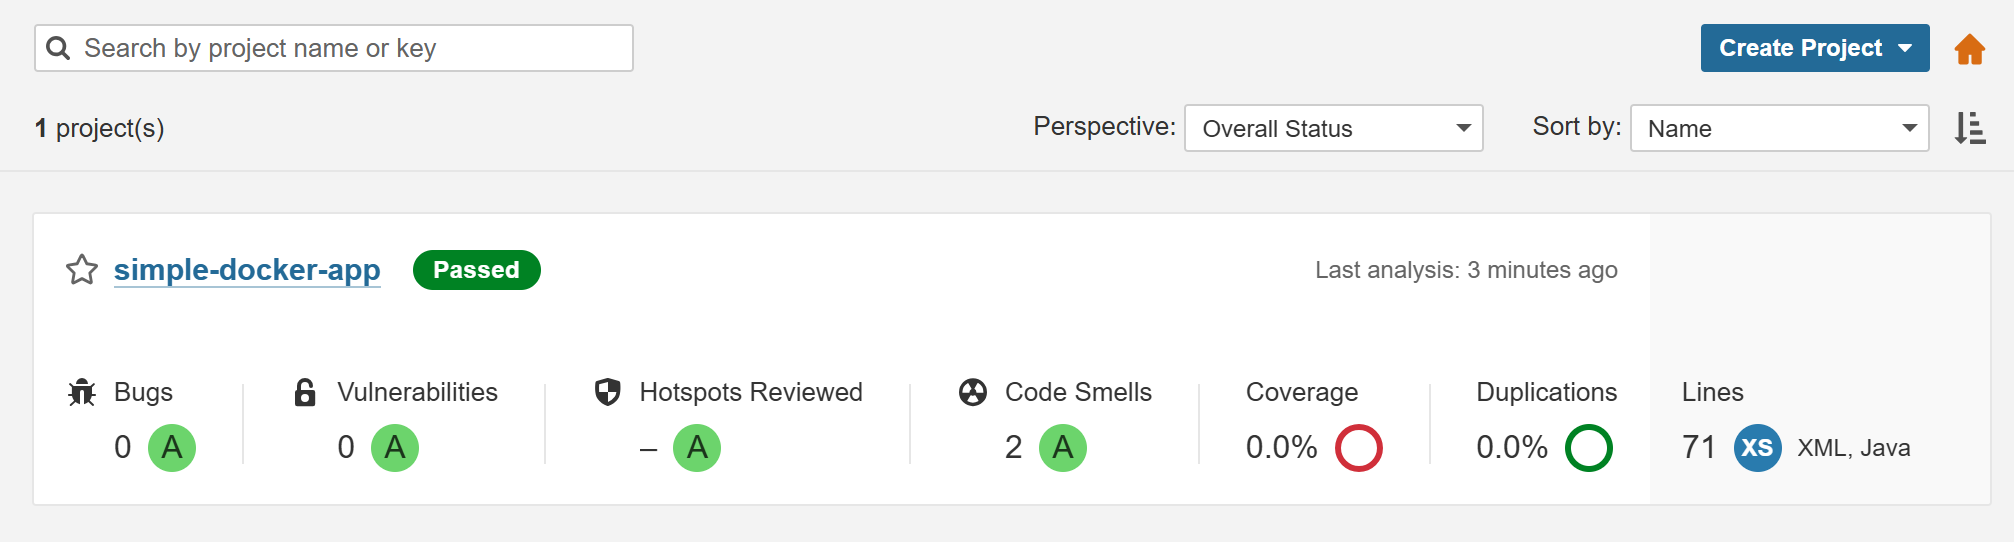 Search by project name or key
Create Project
1 project(s)
Perspective: Overall Status
Sort by: Name
simple-docker-app Passed
Last analysis: 3 minutes ago
Bugs Vulnerabilities Hotspots Reviewed Code Smells Coverage Duplications Lines
0 A 0 A – A 2 A 0.0% 0.0% 71 XS XML, Java